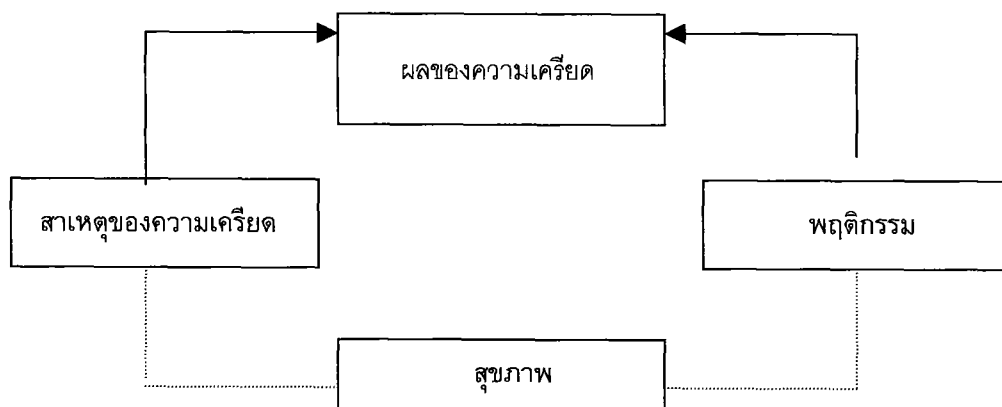 ผลของความเครียด
สาเหตุของความเครียด
พฤติกรรม
สุขภาพ